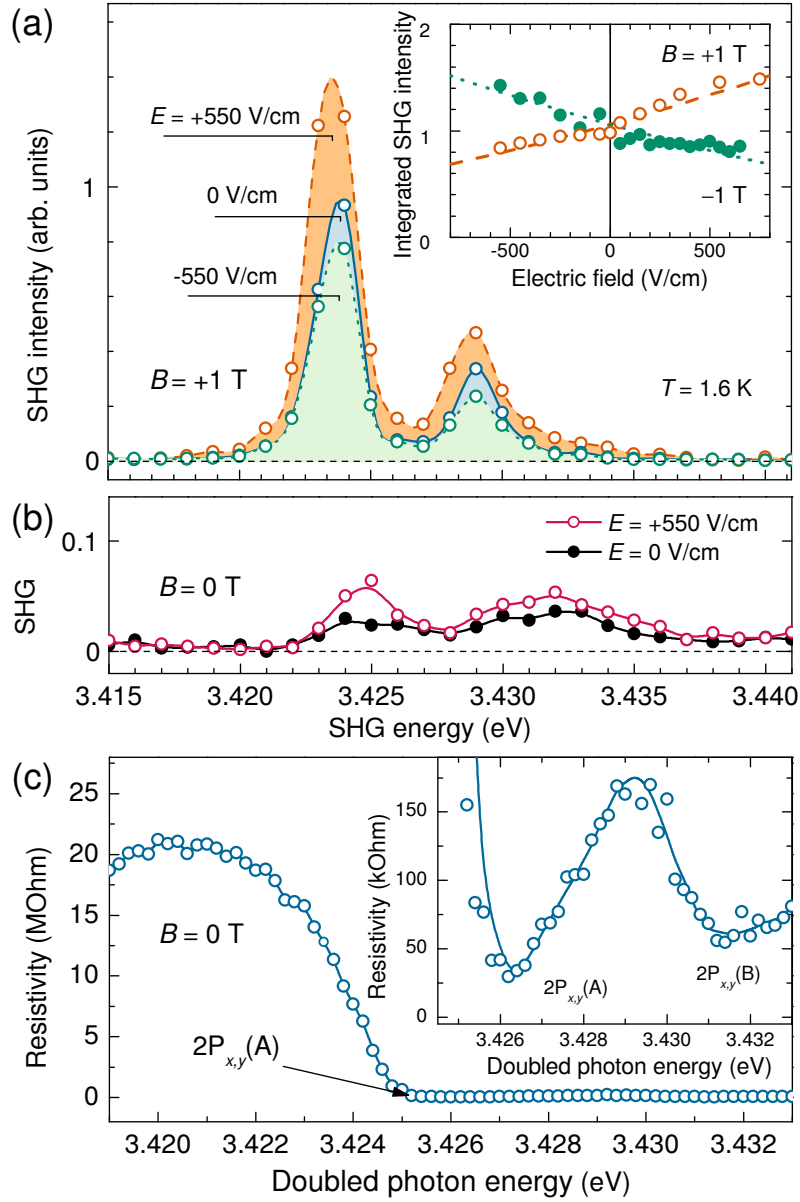 (a)
SHG intensity (arb. units)
1
0
E = +550 V/cm
0 V/cm
-550 V/cm
B = +1 T
T = 1.6 K
Integrated SHG intensity
2
1
0
B = +1 T
−1 T
-500 0 500
Electric field (V/cm)
(b)
SHG
0.1
0
B = 0 T
E = +550 V/cm
E = 0 V/cm
3.415 3.420 3.425 3.430 3.435 3.440
SHG energy (eV)
(c)
Resistivity (MOhm)
25
20
15
10
5
0
B = 0 T
2Px,y(A)
Resistivity (kOhm)
150
100
50
0
2Px,y(A)
2Px,y(B)
3.426 3.428 3.430 3.432
Doubled photon energy (eV)
3.420 3.422 3.424 3.426 3.428 3.430 3.432
Doubled photon energy (eV)